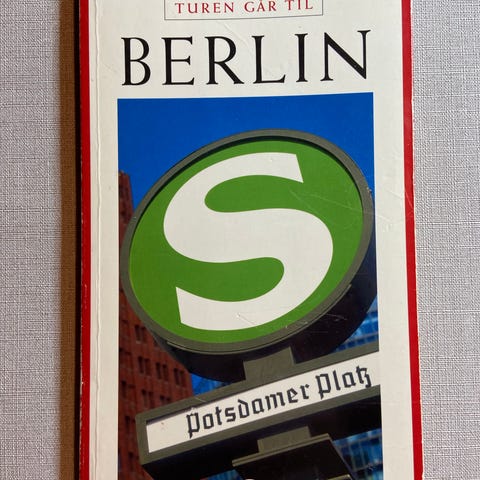 TUREN GÅR TIL
BERLIN
S
Potsdamer Platz